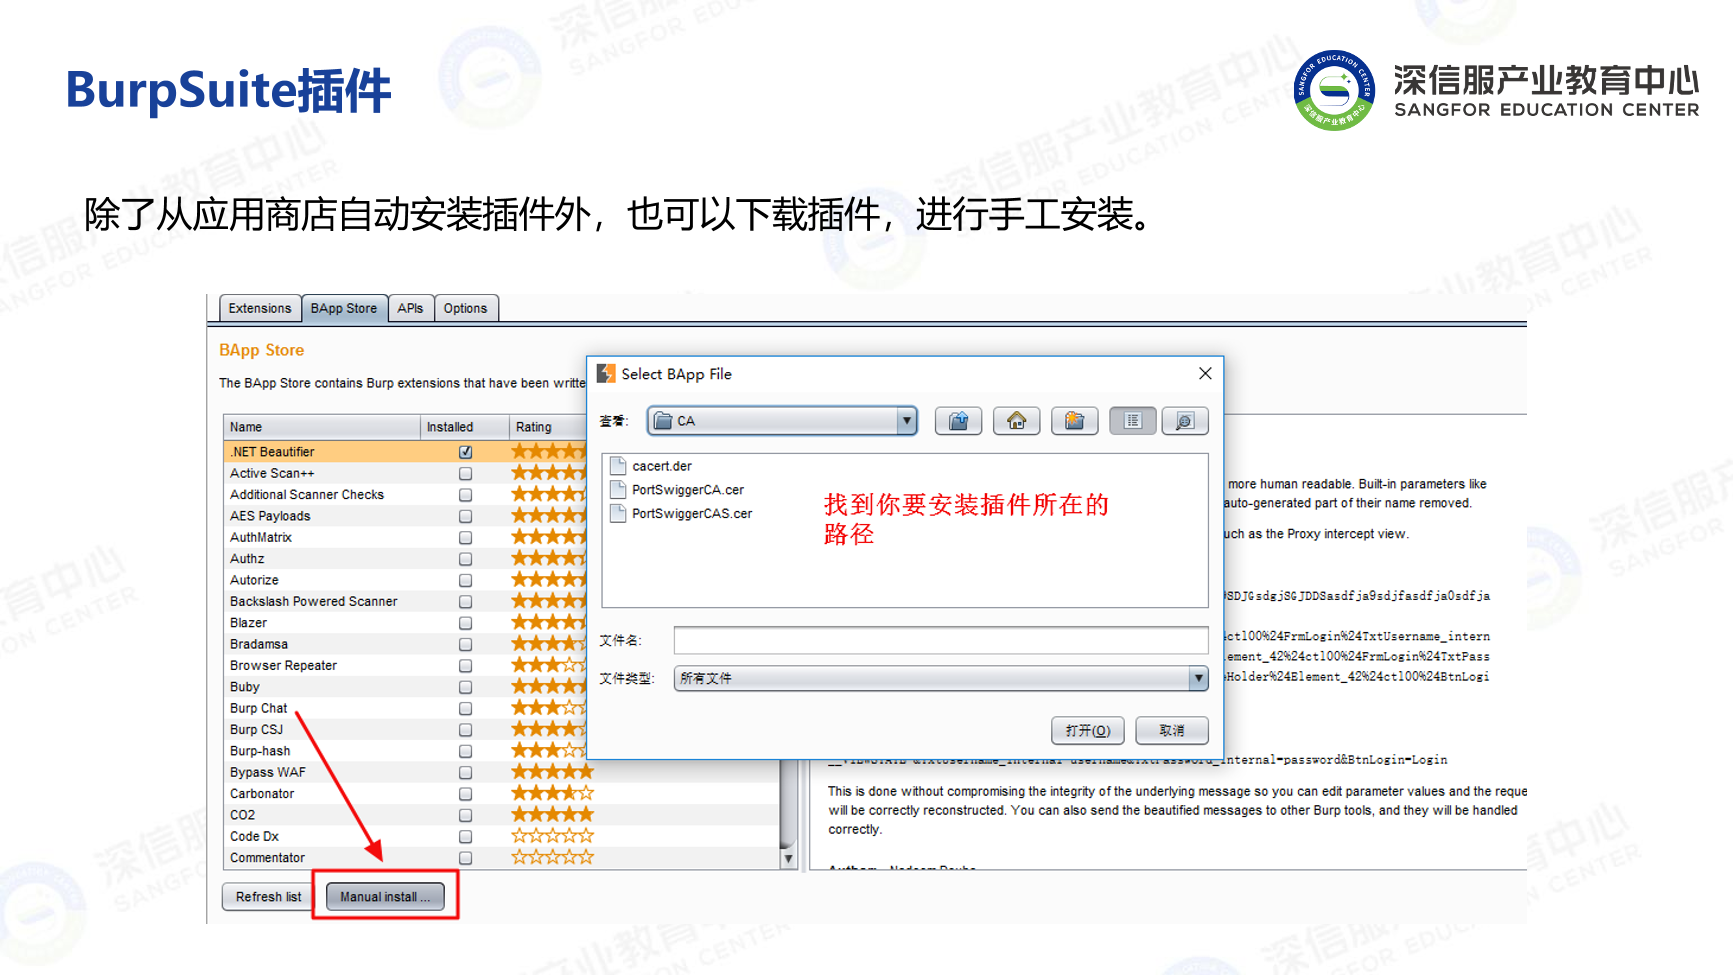 BurpSuite插件
深信服产业教育中心
SANGFOR EDUCATION CENTER
除了从应用商店自动安装插件外，也可以下载插件，进行手工安装。
Extensions BApp Store APIs Options
BApp Store
The BApp Store contains Burp extensions that have been writte
Name Installed Rating
.NET Beautifier
Active Scan++
Additional Scanner Checks
AES Payloads
AuthMatrix
Authz
Autorize
Backslash Powered Scanner
Blazer
Bradamsa
Browser Repeater
Buby
Burp Chat
Burp CSJ
Burp-hash
Bypass WAF
Carbonator
CO2
Code Dx
Commentator
Refresh list Manual install ...
Select BApp File
查看: CA
cacert.der
PortSwiggerCA.cer
PortSwiggerCAS.cer
找到你要安装插件所在的
路径
文件名:
文件类型: 所有文件
打开(O) 取消
more human readable. Built-in parameters like
auto-generated part of their name removed.
uch as the Proxy intercept view.
SDJGsdgjSGJDDSasdfja9sdjfasdfja0sdfja
ctl00%24FrmLogin%24TxtUsername_intern
ement_42%24ctl00%24FrmLogin%24TxtPass
Holder%24Element_42%24ctl00%24BtnLogi
internal=password&BtnLogin=Login
This is done without compromising the integrity of the underlying message so you can edit parameter values and the reque
will be correctly reconstructed. You can also send the beautified messages to other Burp tools, and they will be handled
correctly.